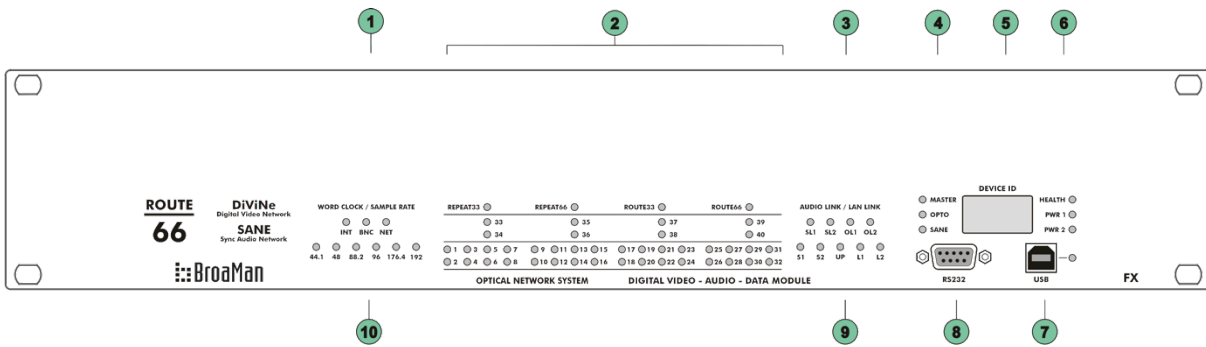 1 2 3 4 5 6
DEVICE ID
ROUTE 66
DiViNe
Digital Video Network
SANE
Sync Audio Network
BroaMan
WORD CLOCK / SAMPLE RATE
INT BNC NET
44.1 48 88.2 96 176.4 192
REPEAT33 REPEAT66 ROUTE33 ROUTE66
33 35 37 39
34 36 38 40
1 3 5 7 9 11 13 15 17 19 21 23 25 27 29 31
2 4 6 8 10 12 14 16 18 20 22 24 26 28 30 32
OPTICAL NETWORK SYSTEM DIGITAL VIDEO - AUDIO - DATA MODULE
AUDIO LINK / LAN LINK
SL1 SL2 OL1 OL2
S1 S2 UP L1 L2
MASTER
OPTO
SANE
RS232
HEALTH
PWR 1
PWR 2
USB
FX
10 9 8 7